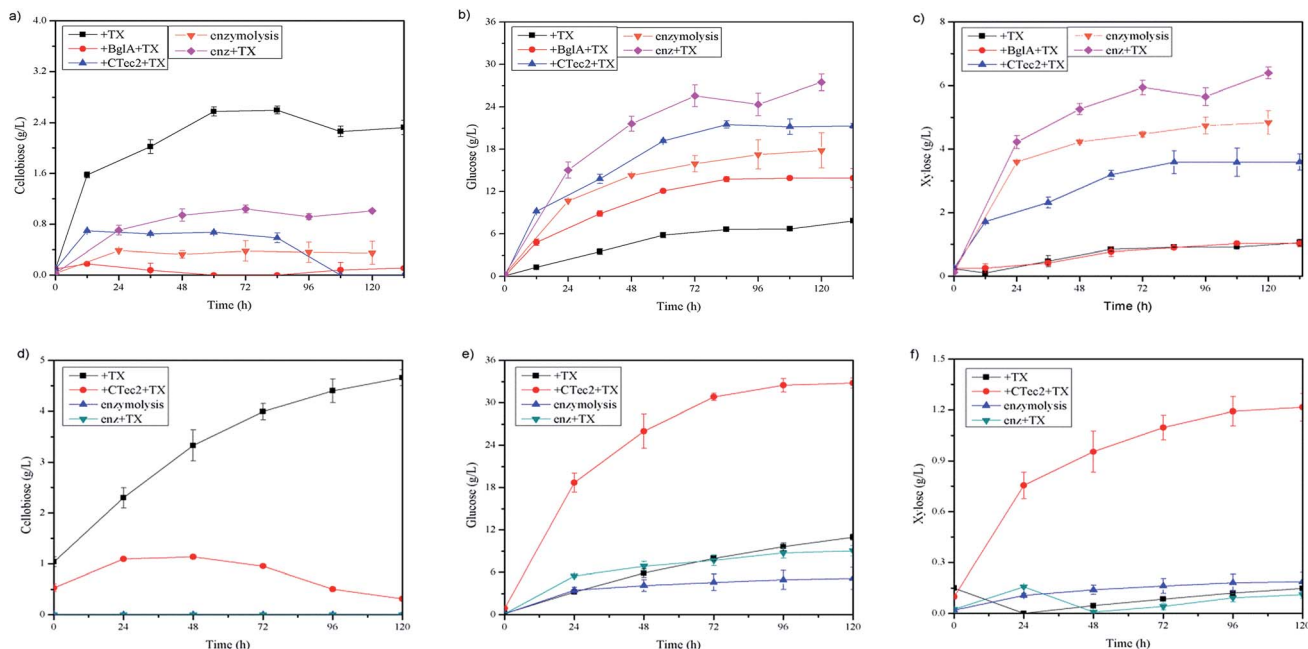 a)
4.0
3.2
2.4
1.6
0.8
0.0
Cellobiose (g/L)
+TX
+BglA+TX
+CTec2+TX
enzymolysis
enz+TX
0 24 48 72 96 120
Time (h)
b)
36
30
24
18
12
6
0
Glucose (g/L)
+TX
+BglA+TX
+CTec2+TX
enzymolysis
enz+TX
0 24 48 72 96 120
Time (h)
c)
8
6
4
2
0
Xylose (g/L)
+TX
+BglA+TX
+CTec2+TX
enzymolysis
enz+TX
0 24 48 72 96 120
Time (h)
d)
5
4
3
2
1
0
Cellobiose (g/L)
+TX
+CTec2+TX
enzymolysis
enz+TX
0 24 48 72 96 120
Time (h)
e)
36
30
24
18
12
6
0
Glucose (g/L)
+TX
+CTec2+TX
enzymolysis
enz+TX
0 24 48 72 96 120
Time (h)
f)
1.5
1.2
0.9
0.6
0.3
0.0
Xylose (g/L)
+TX
+CTec2+TX
enzymolysis
enz+TX
0 24 48 72 96 120
Time (h)